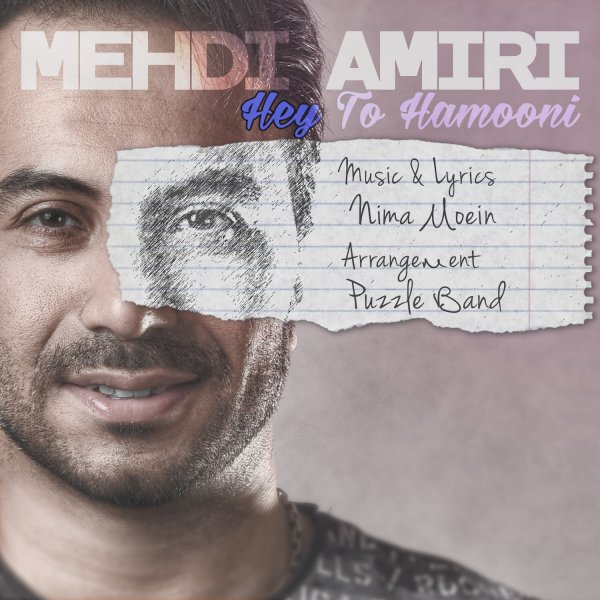 MEHDI AMIRI
Hey To Hamooni
Music & Lyrics
Nima Moein
Arrangement
Puzzle Band